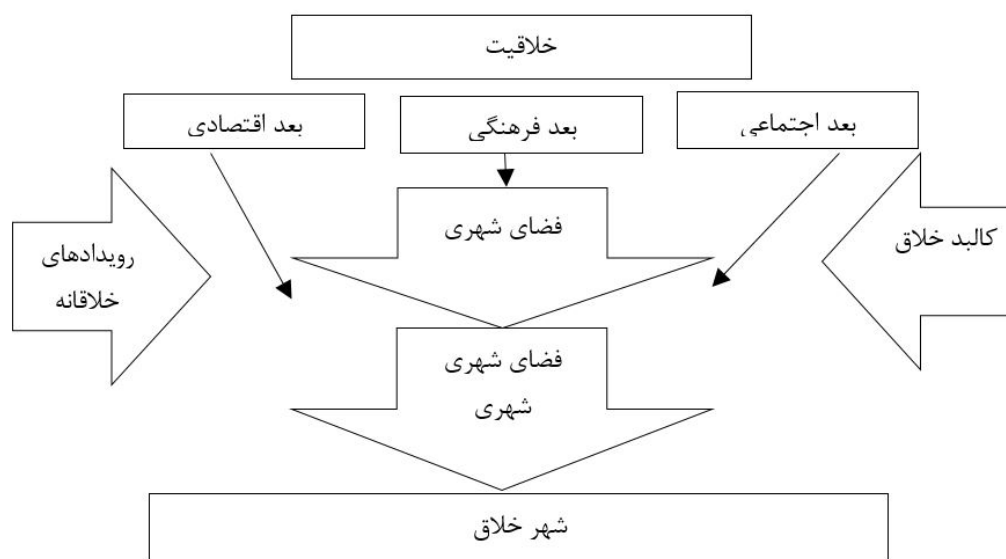 خلاقیت
بعد اجتماعی
بعد فرهنگی
بعد اقتصادی
کالبد خلاق
فضای شهری
رویدادهای
خلاقانه
فضای شهری
شهری
شهر خلاق